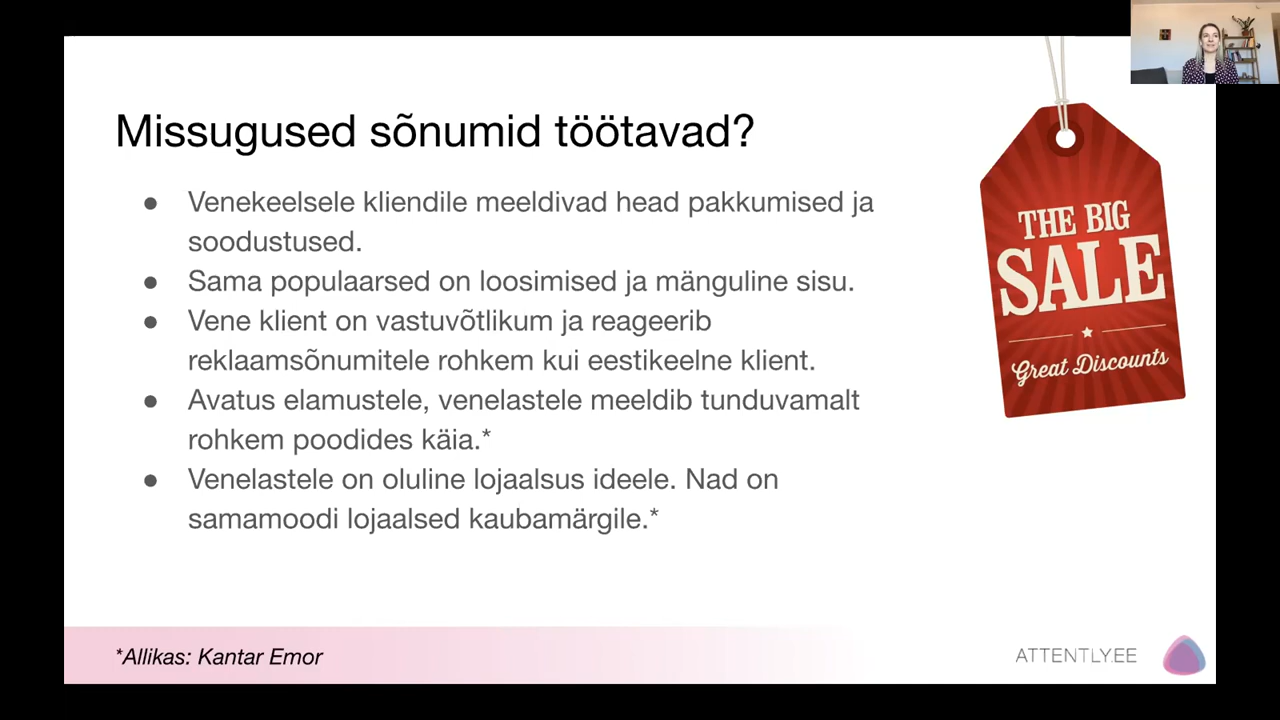 Missugused sõnumid töötavad?
● Venekeelsele kliendile meeldivad head pakkumised ja
soodustused.
● Sama populaarsed on loosimised ja mänguline sisu.
● Vene klient on vastuvõtlikum ja reageerib
reklaamsõnumitele rohkem kui eestikeelne klient.
● Avatus elamustele, venelastele meeldib tunduvamalt
rohkem poodides käia.*
● Venelastele on oluline lojaalsus ideele. Nad on
samamoodi lojaalsed kaubamärgile.*
THE BIG
SALE
Great Discounts
*Allikas: Kantar Emor
ATTENTLY.EE